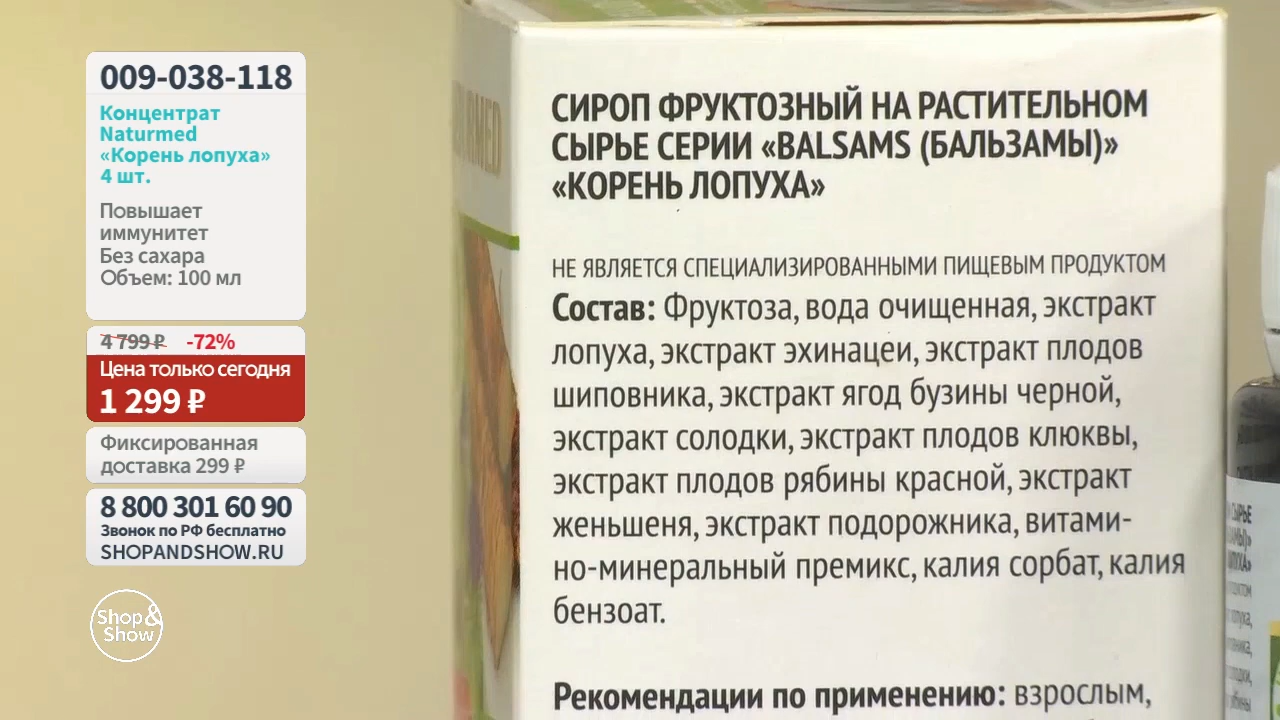 009-038-118
Концентрат
Naturmed
«Корень лопуха»
4 шт.
Повышает
иммунитет
Без сахара
Объем: 100 мл
4 799 ₽ -72%
Цена только сегодня
1 299 ₽
Фиксированная
доставка 299 ₽
8 800 301 60 90
Звонок по РФ бесплатно
SHOPANDSHOW.RU
Shop&
Show
СИРОП ФРУКТОЗНЫЙ НА РАСТИТЕЛЬНОМ
СЫРЬЕ СЕРИИ «BALSAMS (БАЛЬЗАМЫ)»
«КОРЕНЬ ЛОПУХА»
НЕ ЯВЛЯЕТСЯ СПЕЦИАЛИЗИРОВАННЫМИ ПИЩЕВЫМ ПРОДУКТОМ
Состав: Фруктоза, вода очищенная, экстракт
лопуха, экстракт эхинацеи, экстракт плодов
шиповника, экстракт ягод бузины черной,
экстракт солодки, экстракт плодов клюквы,
экстракт плодов рябины красной, экстракт
женьшеня, экстракт подорожника, витами-
но-минеральный премикс, калия сорбат, калия
бензоат.
Рекомендации по применению: взрослым,